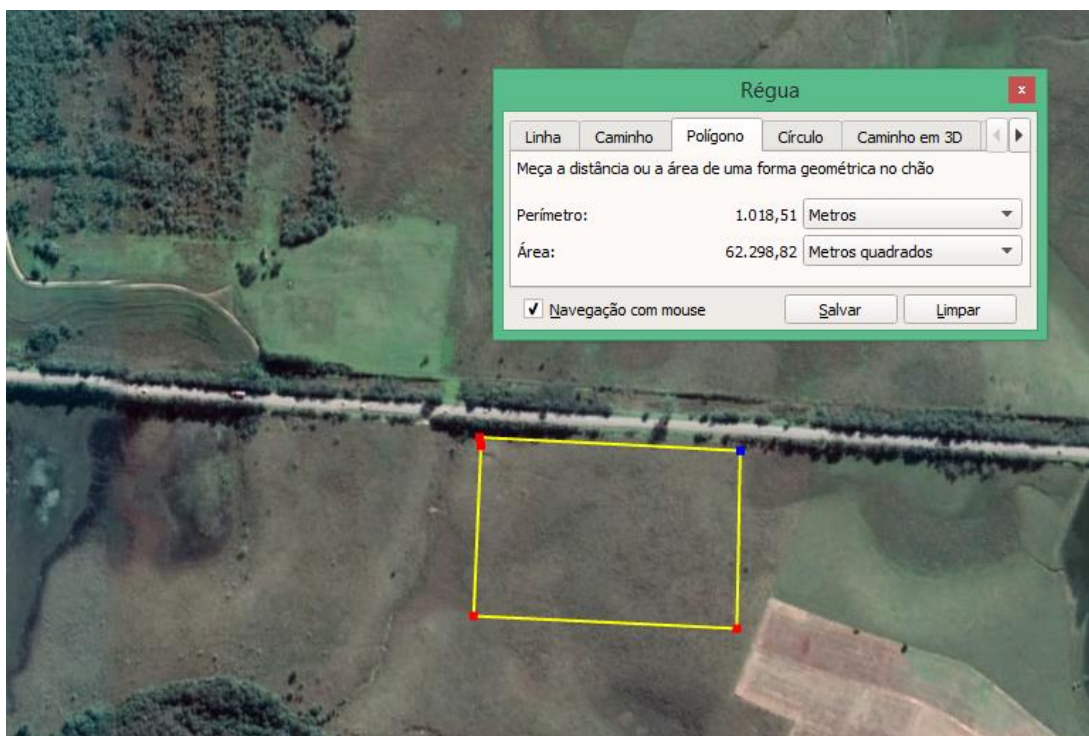 Régua
Linha Caminho Polígono Círculo Caminho em 3D
Meça a distância ou a área de uma forma geométrica no chão
Perímetro: 1.018,51 Metros
Área: 62.298,82 Metros quadrados
Navegação com mouse Salvar Limpar